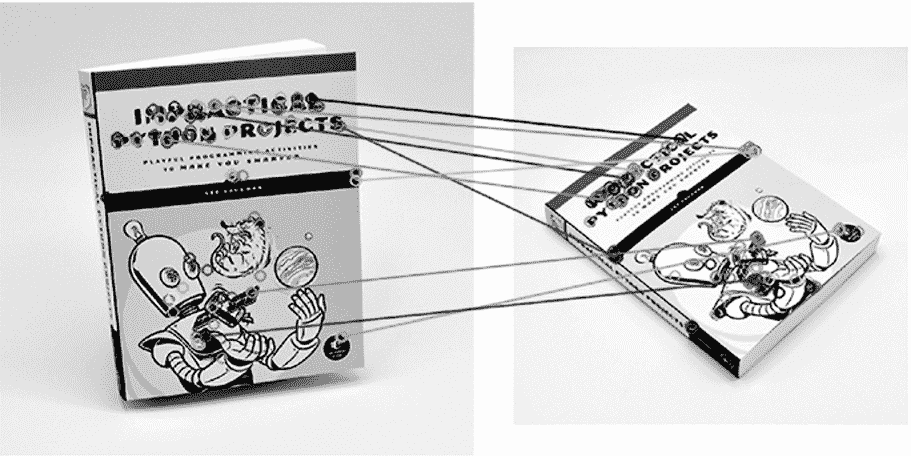 IMPRACTICAL
PYTHON PROJECTS
PLAYFUL PROGRAMMING ACTIVITIES
TO MAKE YOU SMARTER
LEE VAUGHAN
IMPRACTICAL
PYTHON PROJECTS